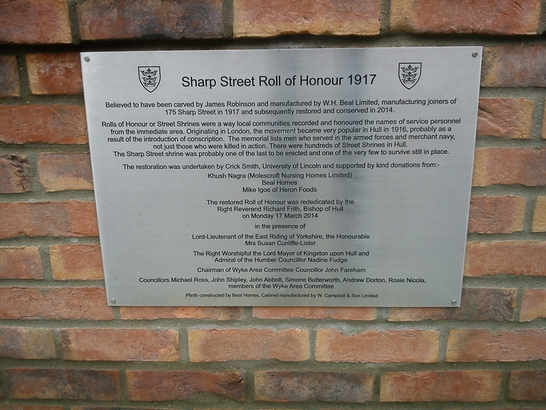 Sharp Street Roll of Honour 1917
Believed to have been carved by James Robinson and manufactured by W.H. Beal Limited, manufacturing joiners of
175 Sharp Street in 1917 and subsequently restored and conserved in 2014.
Rolls of Honour or Street Shrines were a way local communities recorded and honoured the names of service personnel
from the immediate area. Originating in London, the movement became very popular in Hull in 1916, probably as a
result of the introduction of conscription. The memorial lists men who served in the armed forces and merchant navy,
not just those who were killed in action. There were hundreds of Street Shrines in Hull.
The Sharp Street shrine was probably one of the last to be erected and one of the very few to survive still in place.
The restoration was undertaken by Crick Smith, University of Lincoln and supported by kind donations from:-
Khush Nagra (Molescroft Nursing Homes Limited)
Beal Homes
Mike Igoe of Heron Foods
The restored Roll of Honour was rededicated by the
Right Reverend Richard Frith, Bishop of Hull
on Monday 17 March 2014
in the presence of
Lord-Lieutenant of the East Riding of Yorkshire, the Honourable
Mrs Susan Cunliffe-Lister
The Right Worshipful the Lord Mayor of Kingston upon Hull and
Admiral of the Humber Councillor Nadine Fudge
Chairman of Wyke Area Committee Councillor John Fareham
Councillors Michael Ross, John Shipley, John Abbott, Simone Butterworth, Andrew Dorton, Rosie Nicola,
members of the Wyke Area Committee
Plinth constructed by Beal Homes, Cabinet manufactured by W. Campbell & Son Limited